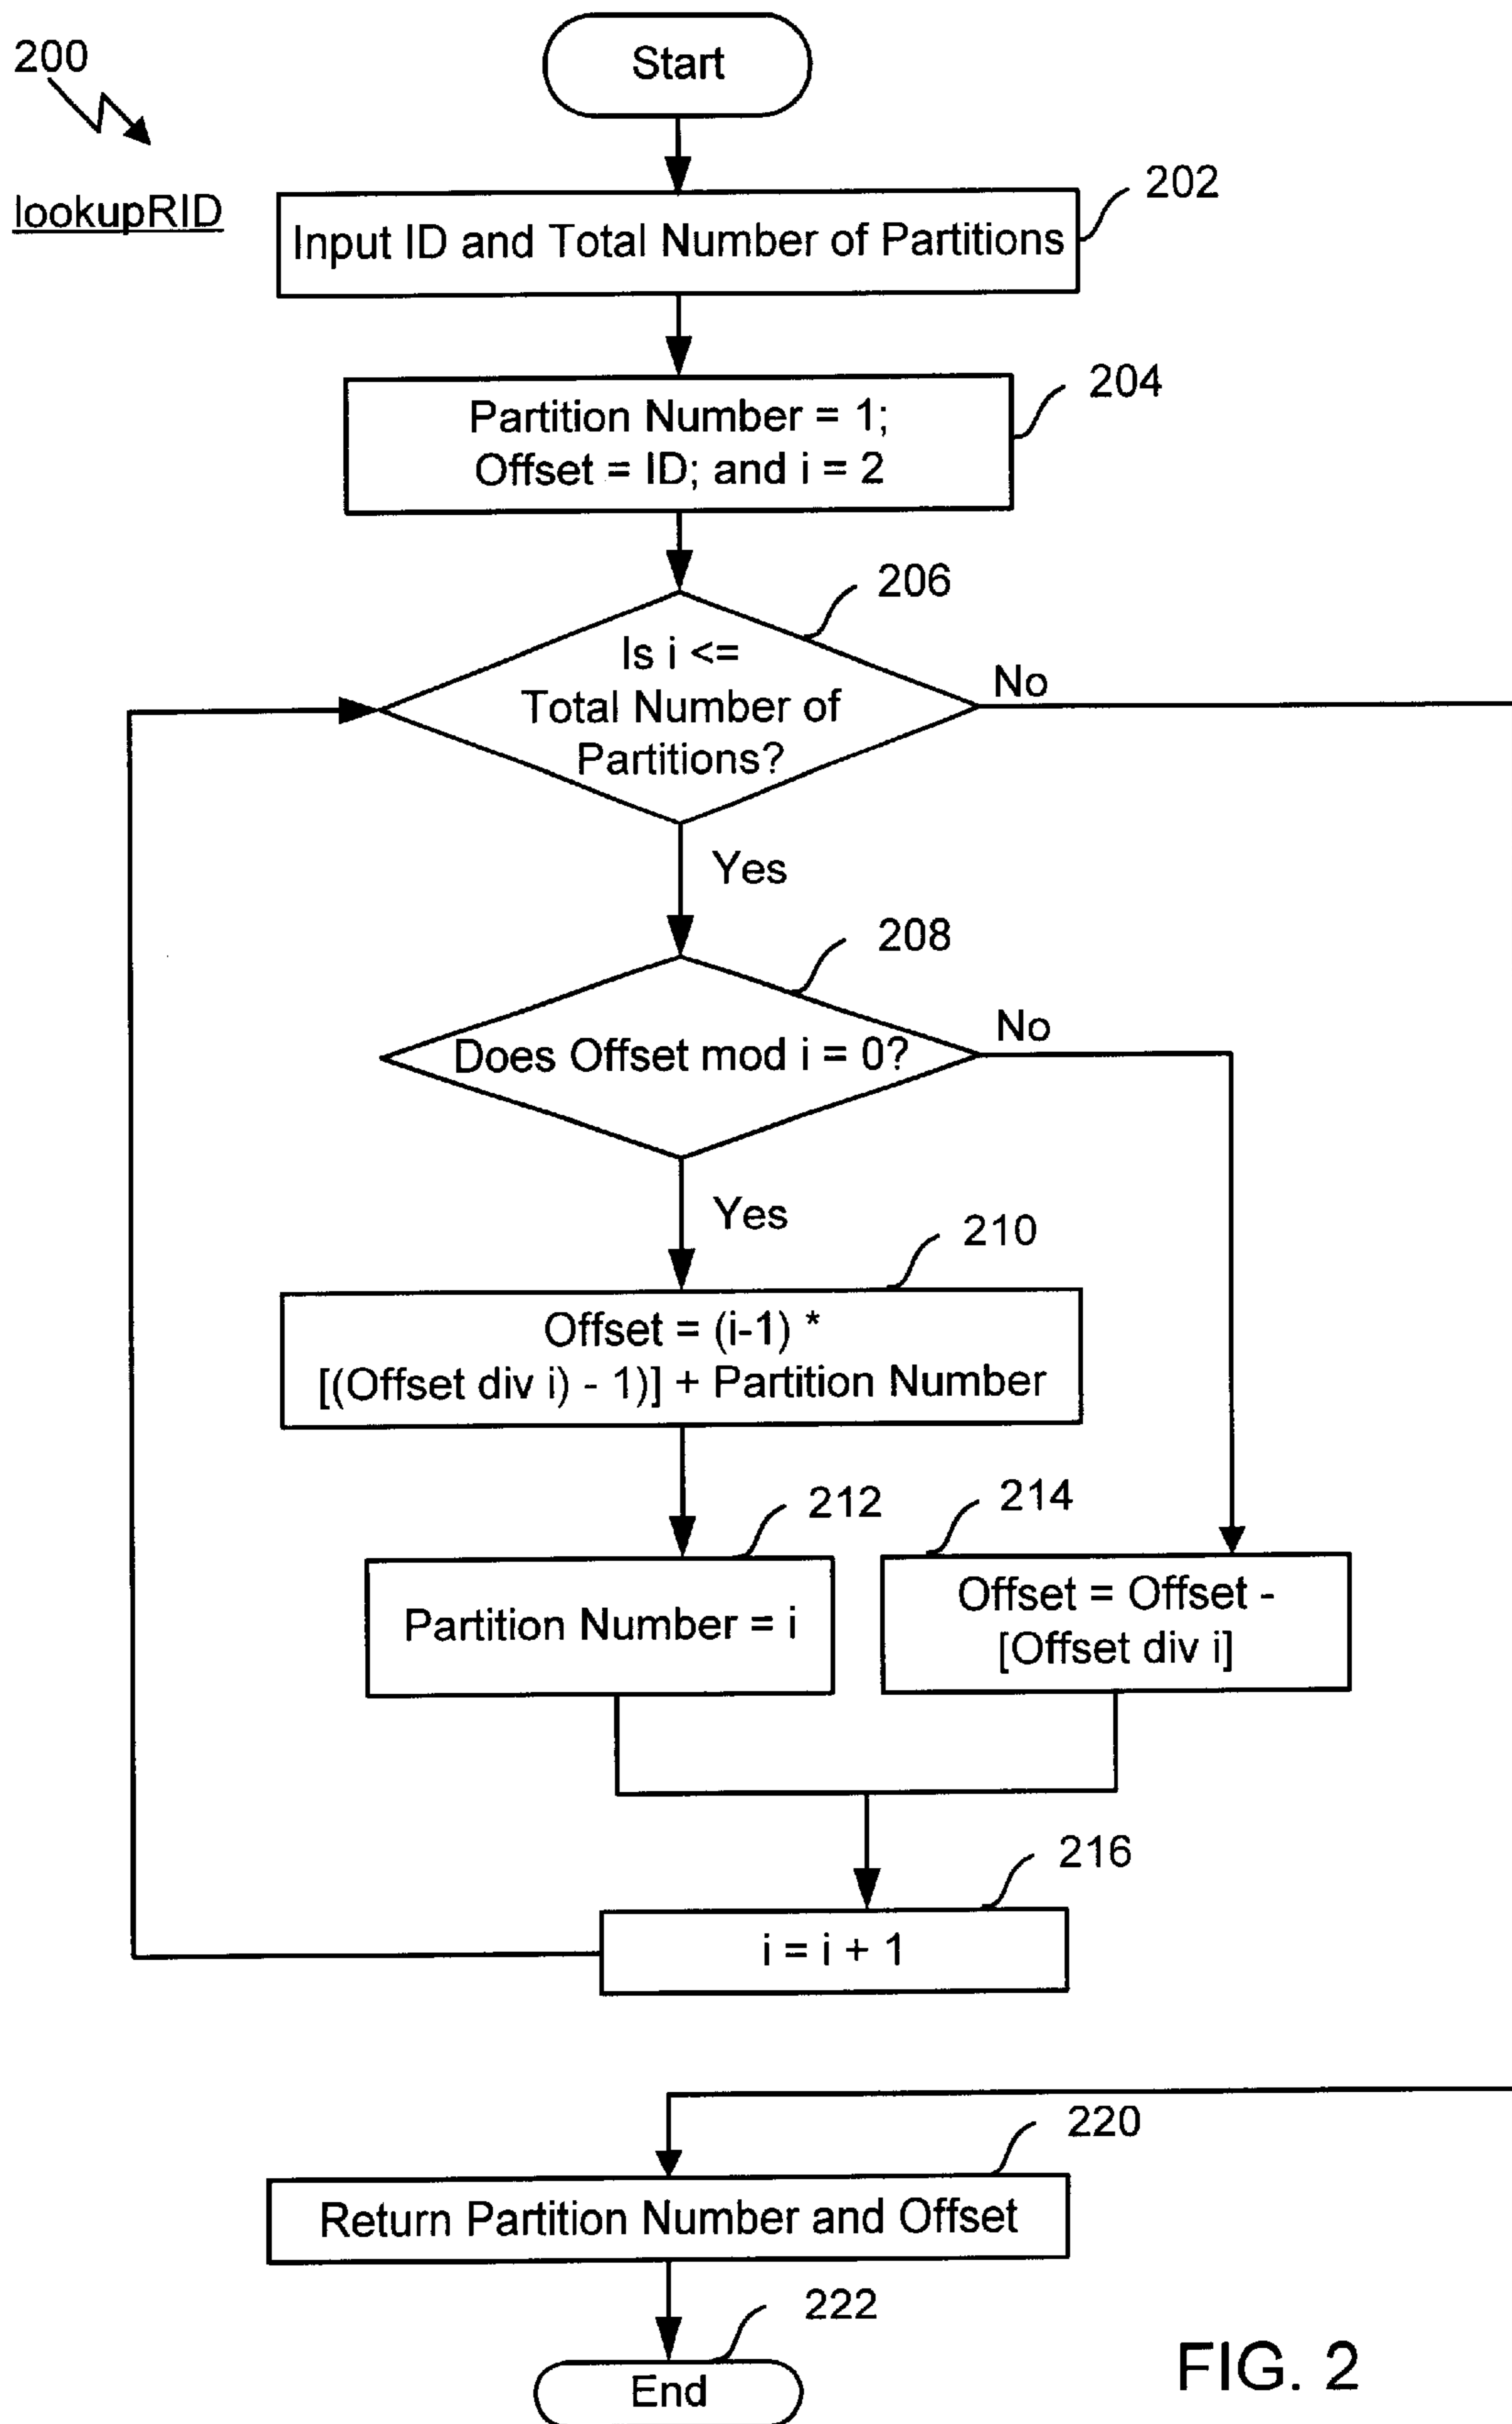 200
lookupRID
Start
202
Input ID and Total Number of Partitions
204
Partition Number = 1;
Offset = ID; and i = 2
206
Is i <=
Total Number of
Partitions?
No
Yes
208
Does Offset mod i = 0?
No
Yes
210
Offset = (i-1) *
[(Offset div i) - 1)] + Partition Number
212
Partition Number = i
214
Offset = Offset -
[Offset div i]
216
i = i + 1
220
Return Partition Number and Offset
222
End
FIG. 2